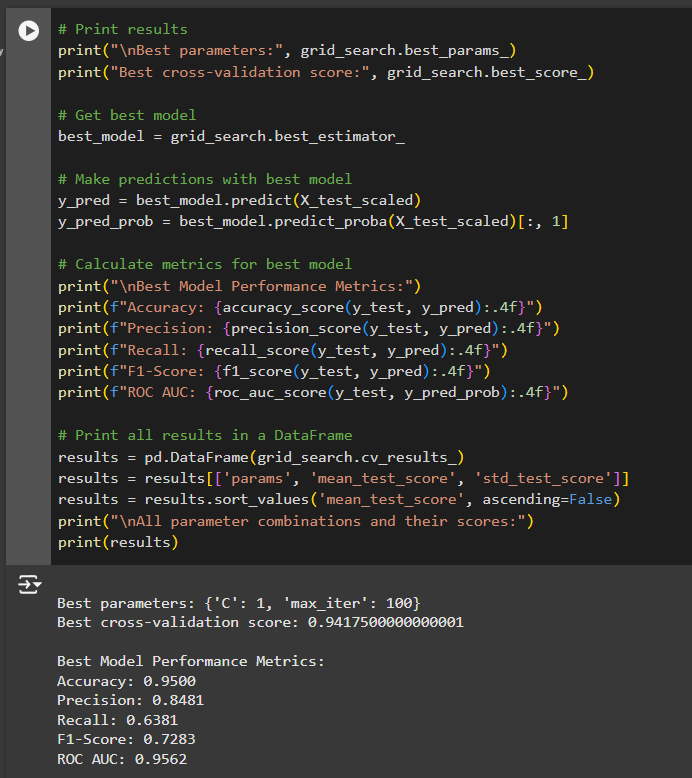 # Print results
print("\nBest parameters:", grid_search.best_params_)
print("Best cross-validation score:", grid_search.best_score_)
# Get best model
best_model = grid_search.best_estimator_
# Make predictions with best model
y_pred = best_model.predict(X_test_scaled)
y_pred_prob = best_model.predict_proba(X_test_scaled)[:, 1]
# Calculate metrics for best model
print("\nBest Model Performance Metrics:")
print(f"Accuracy: {accuracy_score(y_test, y_pred):.4f}")
print(f"Precision: {precision_score(y_test, y_pred):.4f}")
print(f"Recall: {recall_score(y_test, y_pred):.4f}")
print(f"F1-Score: {f1_score(y_test, y_pred):.4f}")
print(f"ROC AUC: {roc_auc_score(y_test, y_pred_prob):.4f}")
# Print all results in a DataFrame
results = pd.DataFrame(grid_search.cv_results_)
results = results[['params', 'mean_test_score', 'std_test_score']]
results = results.sort_values('mean_test_score', ascending=False)
print("\nAll parameter combinations and their scores:")
print(results)
Best parameters: {'C': 1, 'max_iter': 100}
Best cross-validation score: 0.9417500000000001
Best Model Performance Metrics:
Accuracy: 0.9500
Precision: 0.8481
Recall: 0.6381
F1-Score: 0.7283
ROC AUC: 0.9562